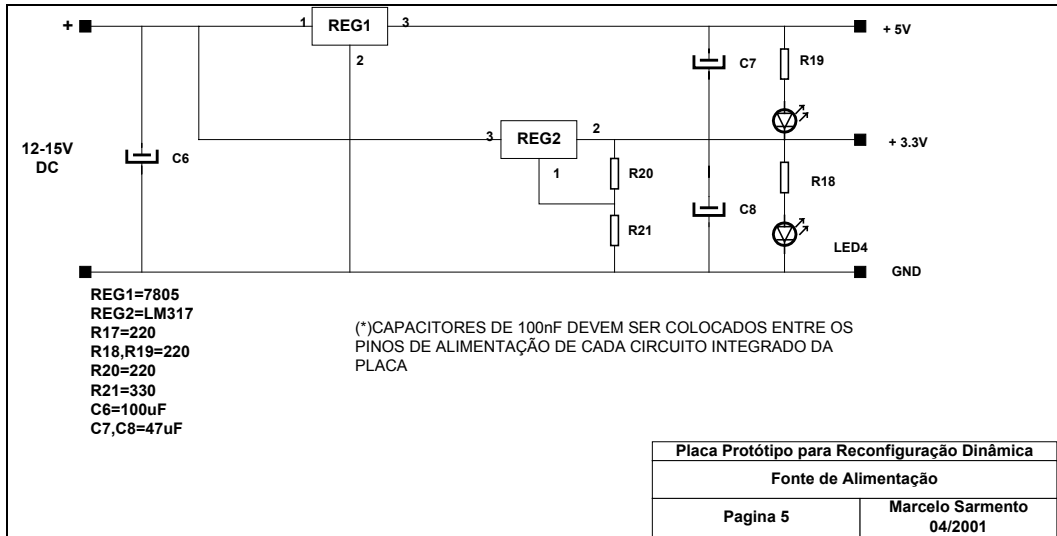 +
1
REG1
3
+ 5V
2
C7
R19
12-15V
DC
C6
3
REG2
2
+ 3.3V
1
R20
R18
C8
R21
LED4
GND
REG1=7805
REG2=LM317
R17=220
R18,R19=220
R20=220
R21=330
C6=100uF
C7,C8=47uF
(*)CAPACITORES DE 100nF DEVEM SER COLOCADOS ENTRE OS
PINOS DE ALIMENTAÇÃO DE CADA CIRCUITO INTEGRADO DA
PLACA
Placa Protótipo para Reconfiguração Dinâmica
Fonte de Alimentação
Pagina 5
Marcelo Sarmento
04/2001